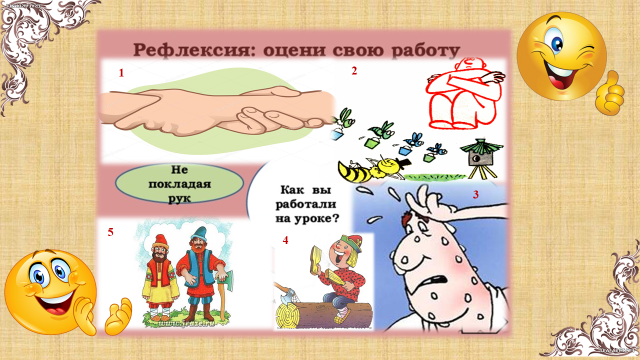 Рефлексия: оцени свою работу
1
2
Не
покладая
рук
Как вы
работали
на уроке?
3
5
4